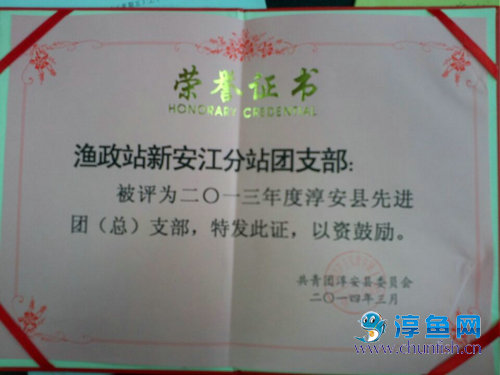 荣誉证书
HONORARY CREDENTIAL
渔政站新安江分站团支部：
被评为二〇一三年度淳安县先进
团（总）支部，特发此证，以资鼓励。
共青团淳安县委员会
二〇一四年三月
淳鱼网
www.chunfish.cn